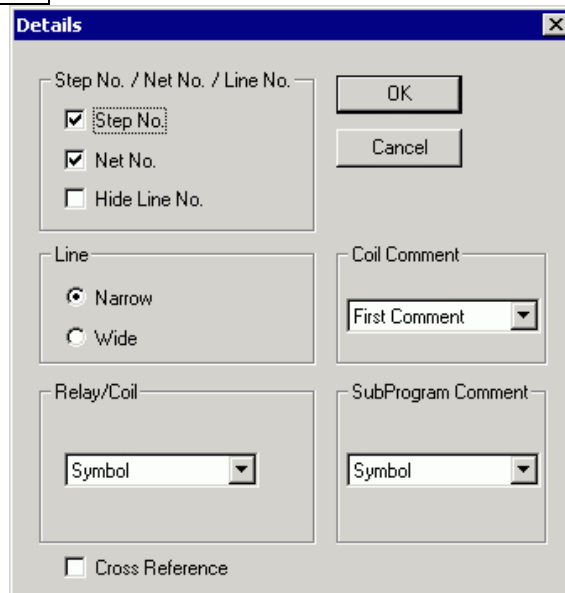 Details
Step No. / Net No. / Line No.
Step No.
Net No.
Hide Line No.
OK
Cancel
Line
Narrow
Wide
Coil Comment
First Comment
Relay/Coil
Symbol
SubProgram Comment
Symbol
Cross Reference